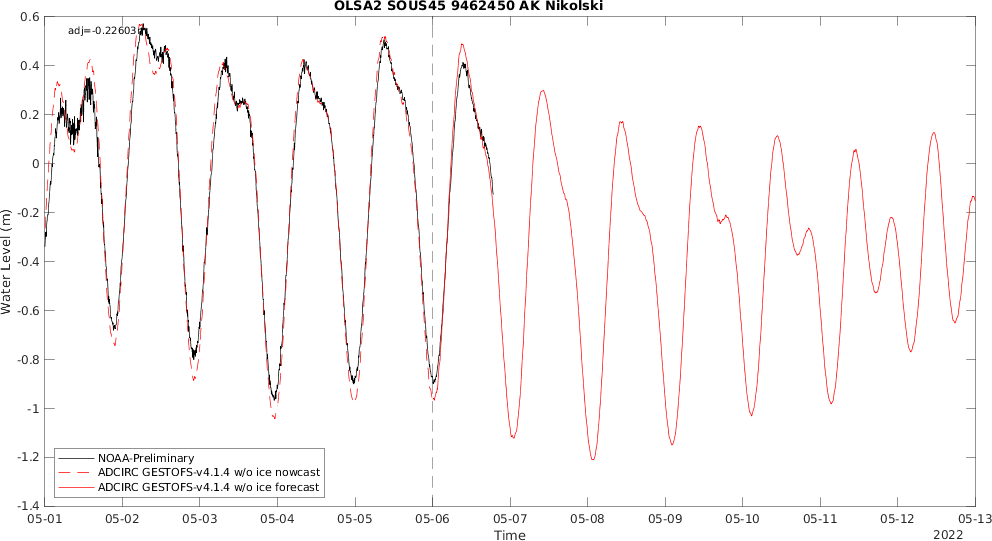 OLSA2 SOUS45 9462450 AK Nikolski
adj=-0.22603
Water Level (m)
0.6
0.4
0.2
0
-0.2
-0.4
-0.6
-0.8
-1
-1.2
-1.4
NOAA-Preliminary
ADCIRC GESTOFS-v4.1.4 w/o ice nowcast
ADCIRC GESTOFS-v4.1.4 w/o ice forecast
05-01 05-02 05-03 05-04 05-05 05-06 05-07 05-08 05-09 05-10 05-11 05-12 05-13
Time
2022